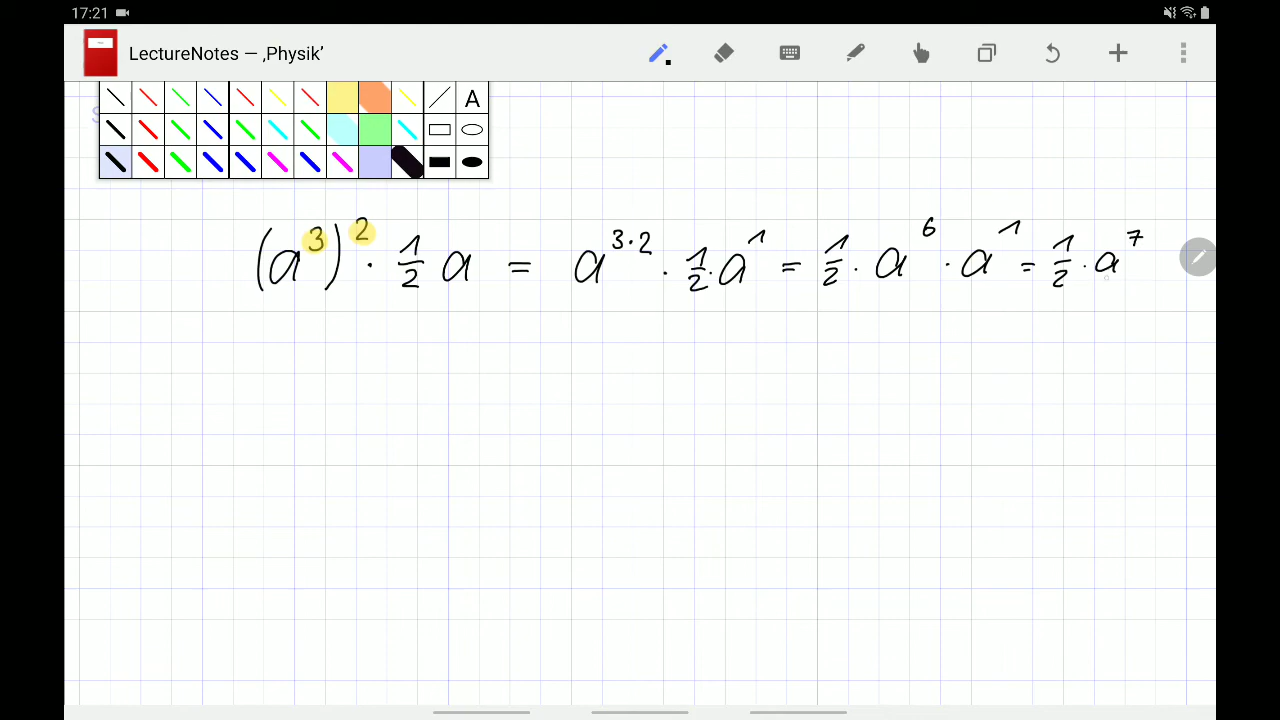 17:21
LectureNotes — ‚Physik‘
A
(a³)² · 1/2 a = a³·² · 1/2 · a¹ = 1/2 · a⁶ · a¹ = 1/2 · a⁷